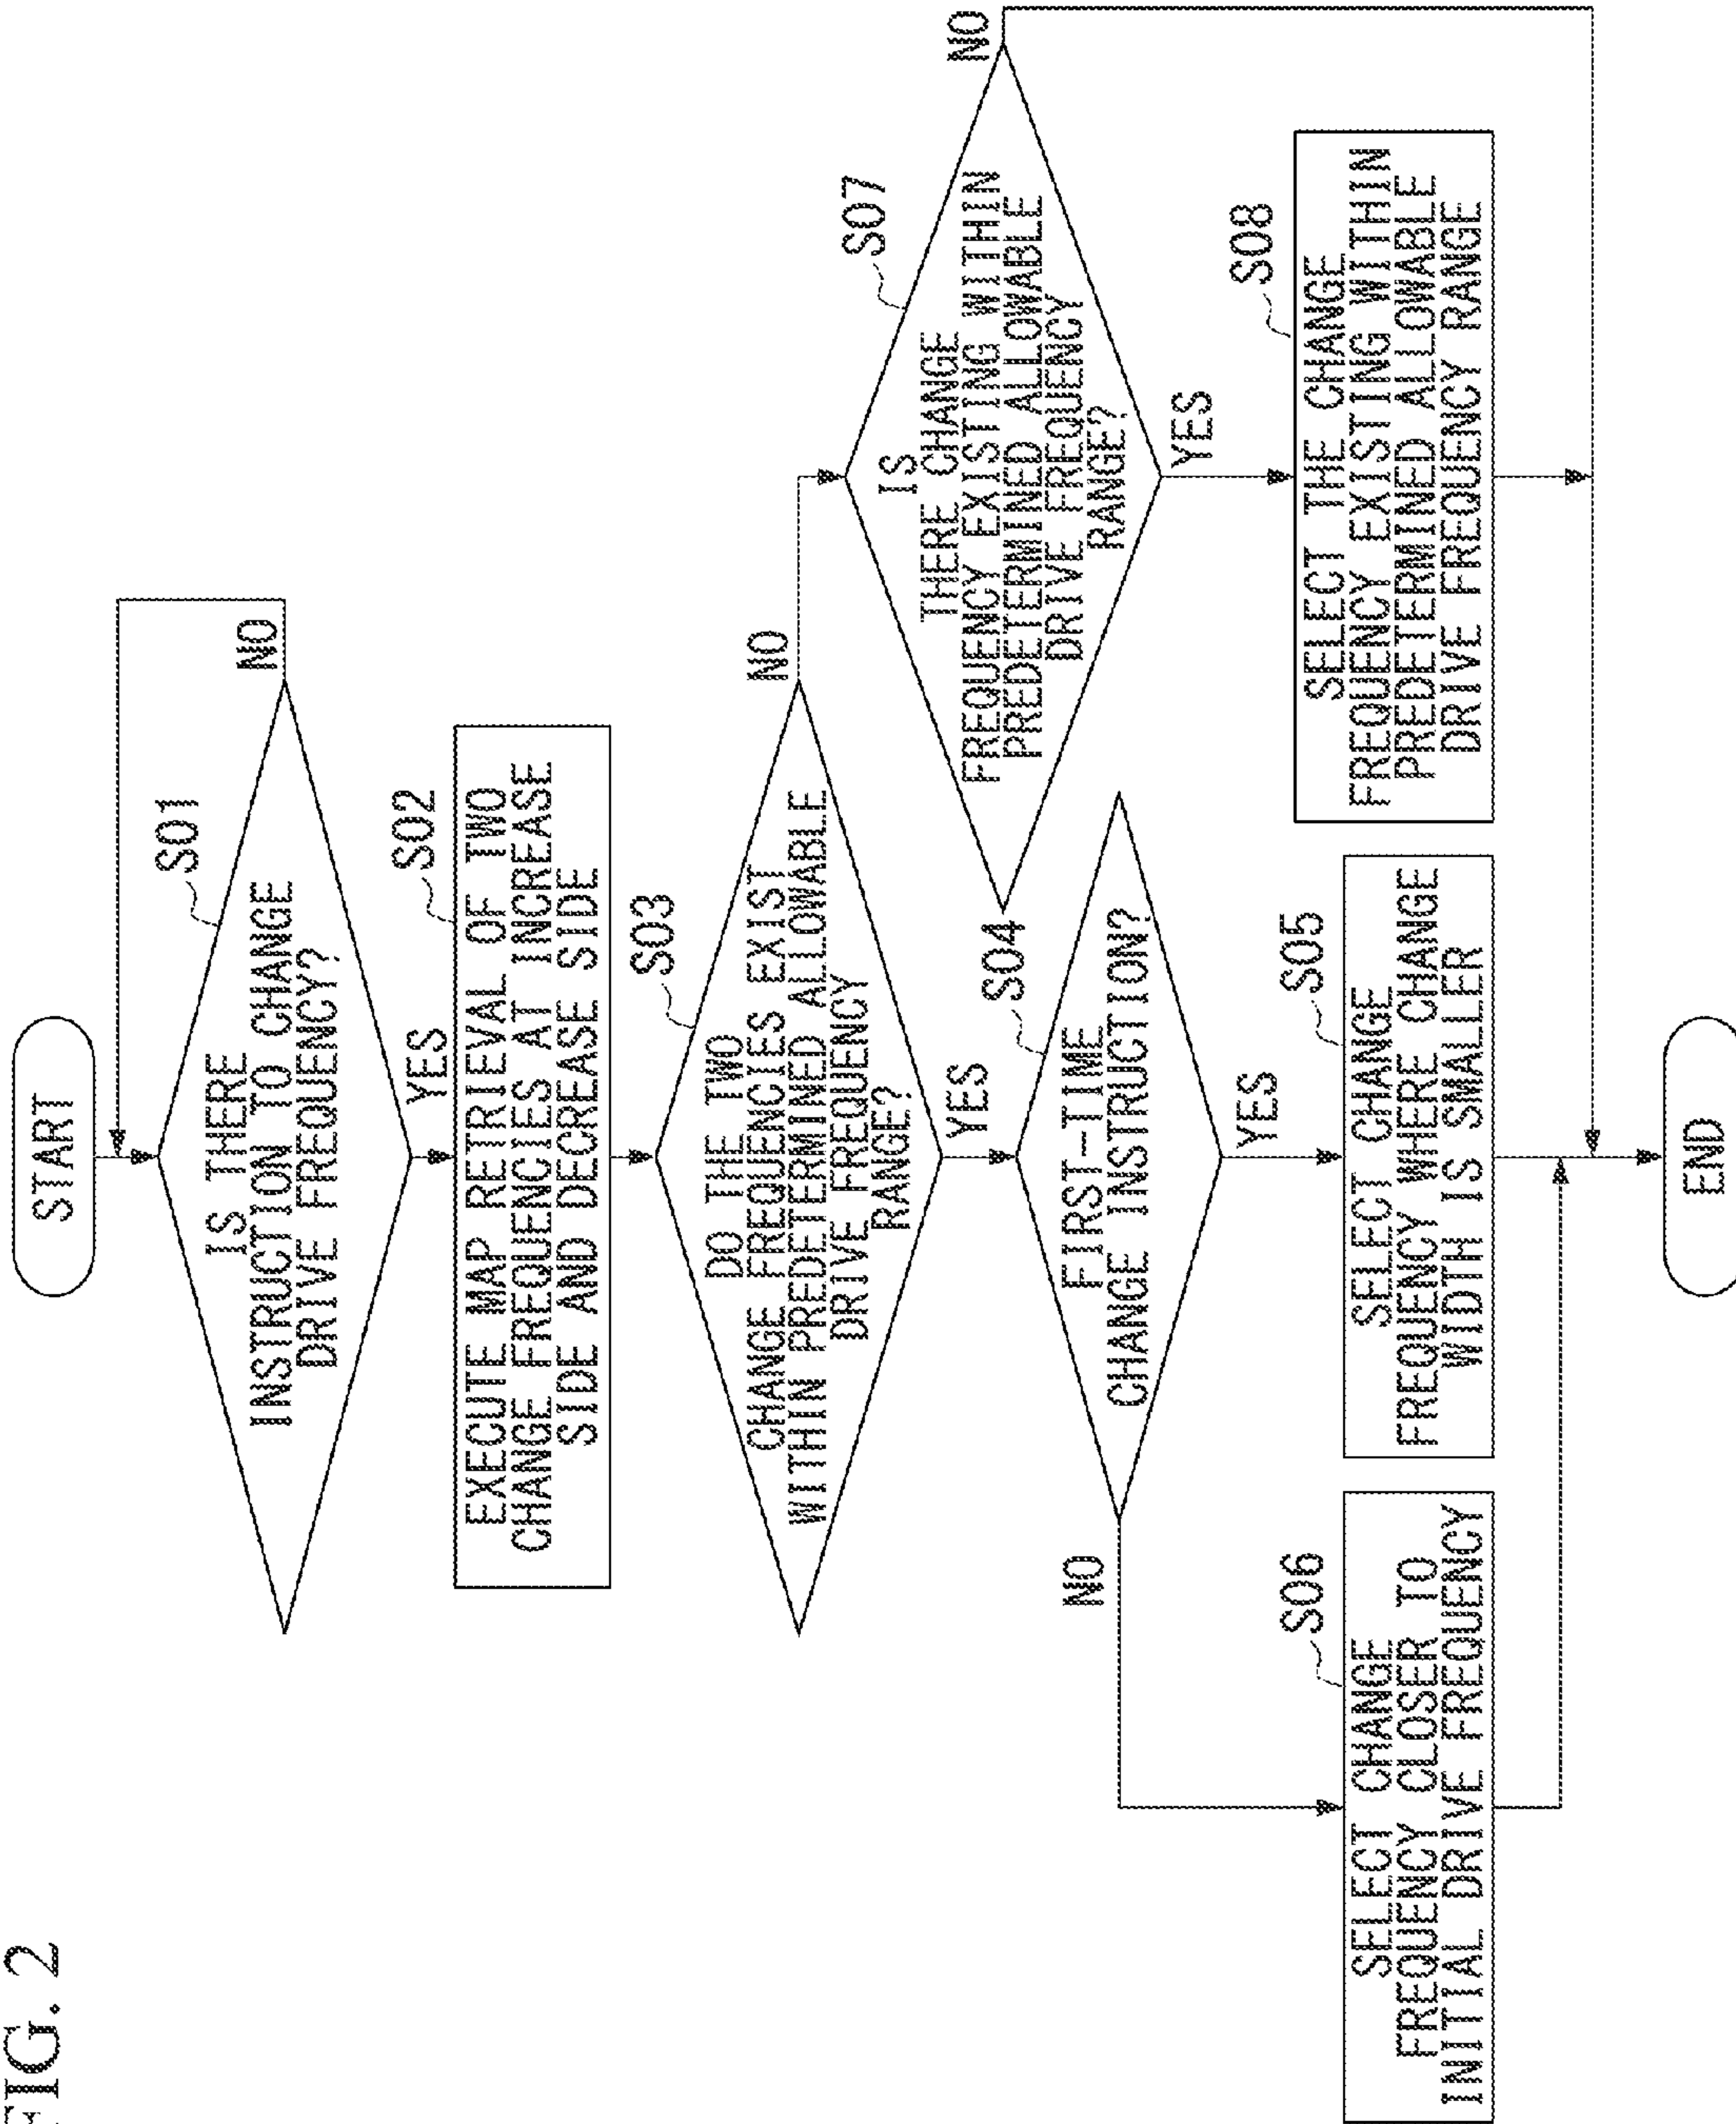 FIG. 2
START
S01
IS THERE
INSTRUCTION TO CHANGE
DRIVE FREQUENCY?
NO
YES
S02
EXECUTE MAP RETRIEVAL OF TWO
CHANGE FREQUENCIES AT INCREASE
SIDE AND DECREASE SIDE
S03
DO THE TWO
CHANGE FREQUENCIES EXIST
WITHIN PREDETERMINED ALLOWABLE
DRIVE FREQUENCY
RANGE?
NO
YES
S07
IS
THERE CHANGE
FREQUENCY EXISTING WITHIN
PREDETERMINED ALLOWABLE
DRIVE FREQUENCY
RANGE?
NO
YES
S04
FIRST-TIME
CHANGE INSTRUCTION?
NO
YES
S06
SELECT CHANGE
FREQUENCY CLOSER TO
INITIAL DRIVE FREQUENCY
S05
SELECT CHANGE
FREQUENCY WHERE CHANGE
WIDTH IS SMALLER
S08
SELECT THE CHANGE
FREQUENCY EXISTING WITHIN
PREDETERMINED ALLOWABLE
DRIVE FREQUENCY RANGE
END